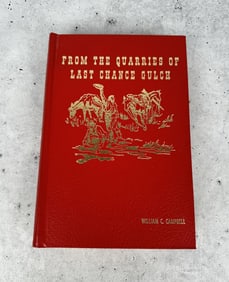 FROM THE QUARRIES OF
LAST CHANCE GULCH
WILLIAM C. CAMPBELL